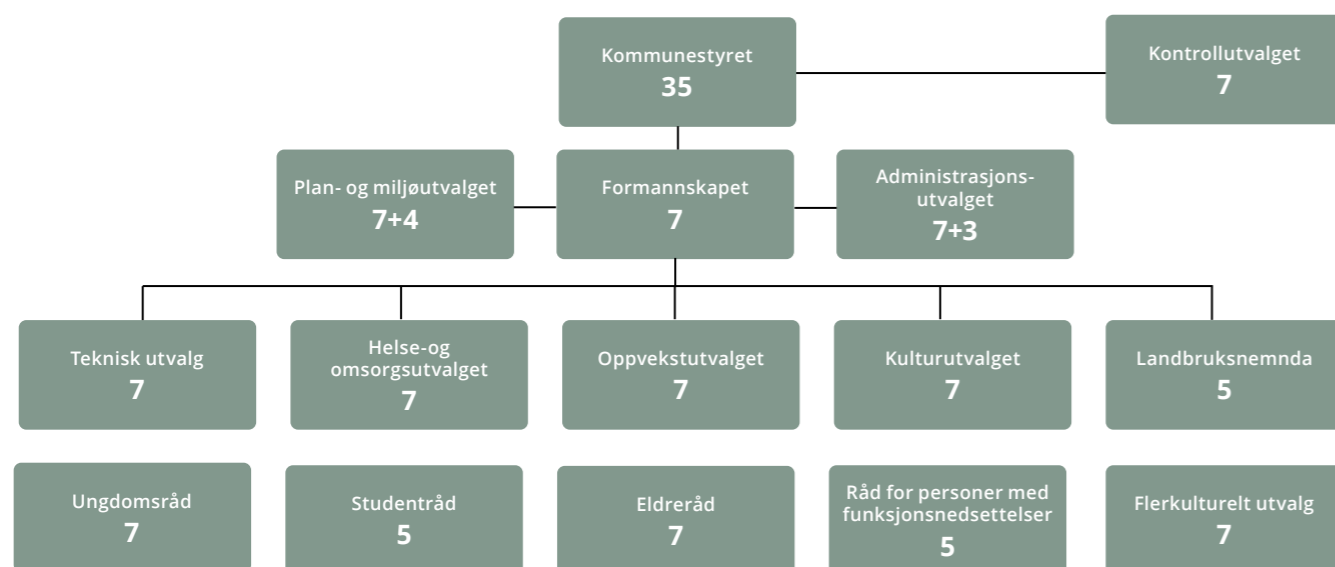 Kommunestyret
35
Kontrollutvalget
7
Plan- og miljøutvalget
7+4
Formannskapet
7
Administrasjons-
utvalget
7+3
Teknisk utvalg
7
Helse-og
omsorgsutvalget
7
Oppvekstutvalget
7
Kulturutvalget
7
Landbruksnemnda
5
Ungdomsråd
7
Studentråd
5
Eldreråd
7
Råd for personer med
funksjonsnedsettelser
5
Flerkulturelt utvalg
7